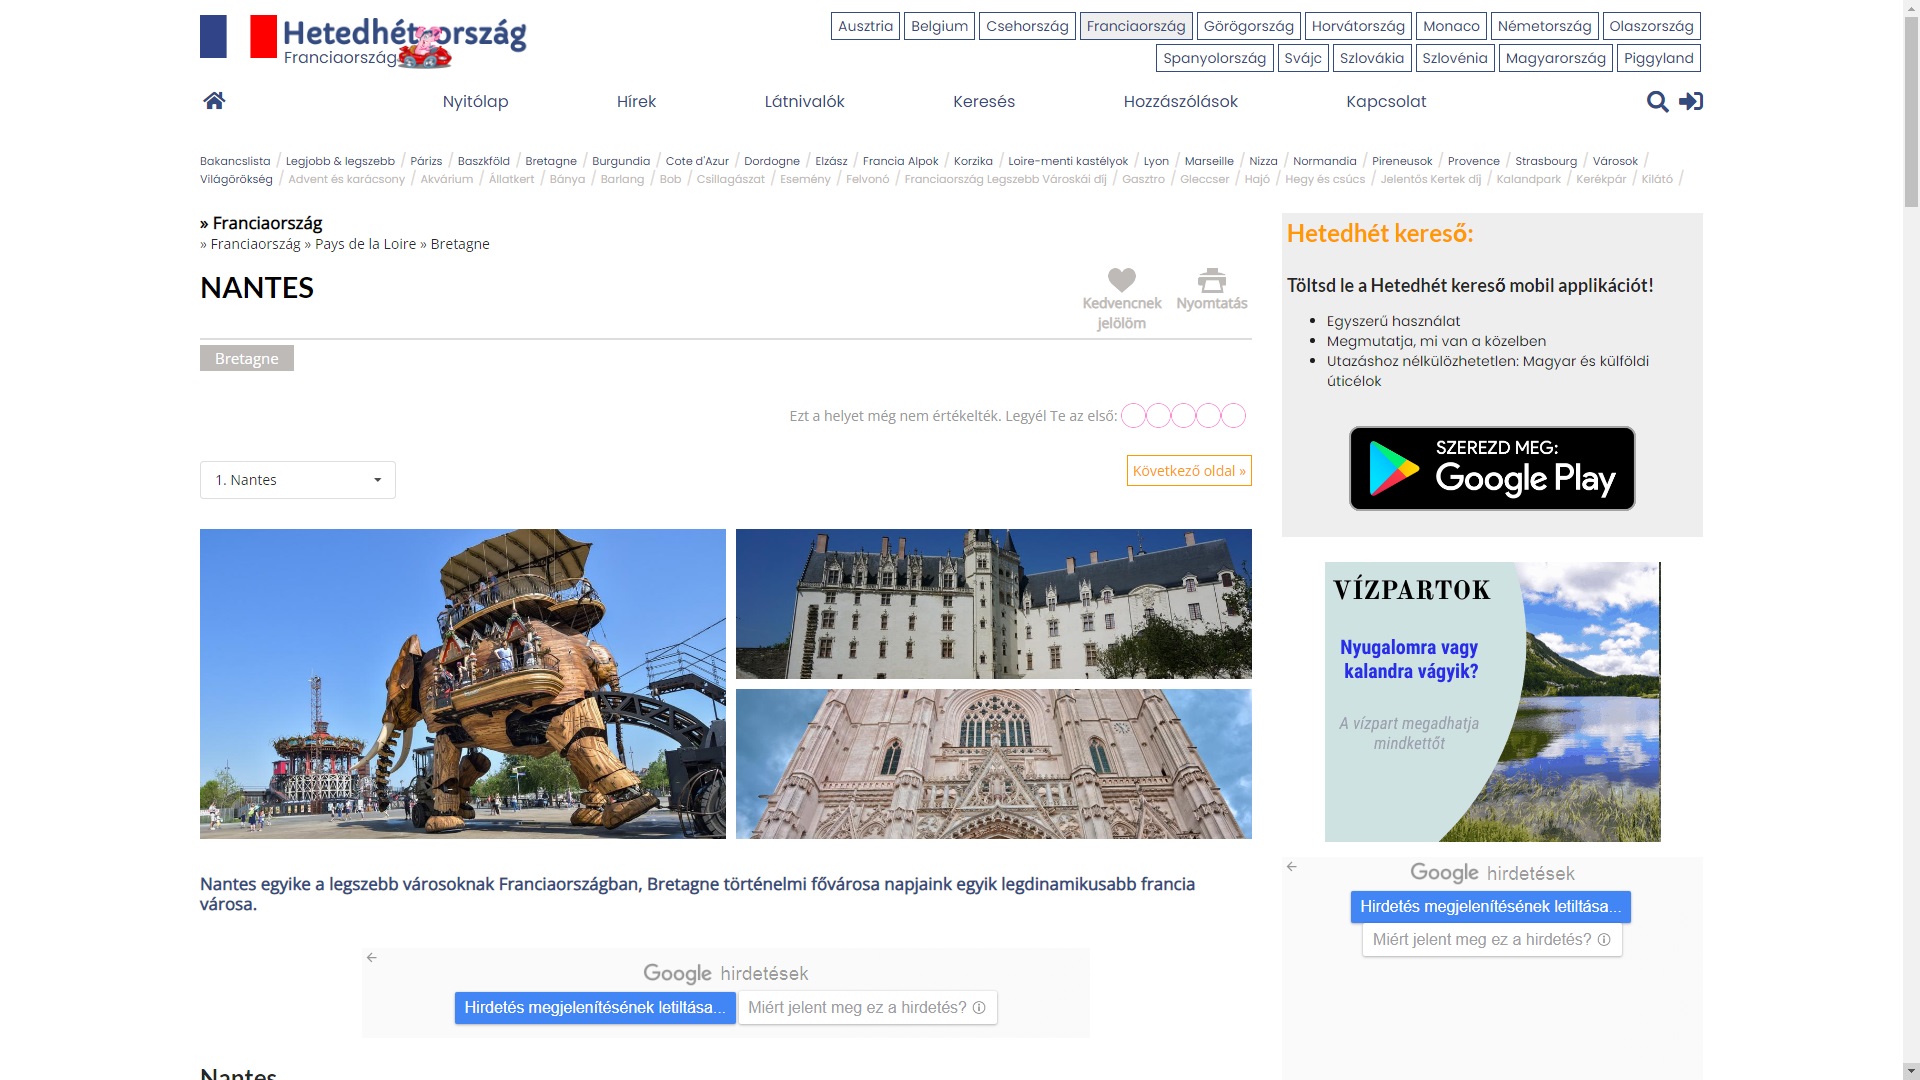 Hetedhétország
Franciaország
Ausztria Belgium Csehország Franciaország Görögország Horvátország Monaco Németország Olaszország
Spanyolország Svájc Szlovákia Szlovénia Magyarország Piggyland
Nyitólap Hírek Látnivalók Keresés Hozzászólások Kapcsolat
Bakancslista / Legjobb & legszebb / Párizs / Baszkföld / Bretagne / Burgundia / Cote d'Azur / Dordogne / Elzász / Francia Alpok / Korzika / Loire-menti kastélyok / Lyon / Marseille / Nizza / Normandia / Pireneusok / Provence / Strasbourg / Városok /
Világörökség / Advent és karácsony / Akvárium / Állatkert / Bánya / Barlang / Bob / Csillagászat / Esemény / Felvonó / Franciaország Legszebb Városkái díj / Gasztro / Gleccser / Hajó / Hegy és csúcs / Jelentős Kertek díj / Kalandpark / Kerékpár / Kilátó /
» Franciaország
» Franciaország » Pays de la Loire » Bretagne
NANTES
Kedvencnek
jelölöm
Nyomtatás
Bretagne
Ezt a helyet még nem értékelték. Legyél Te az első:
1. Nantes
Következő oldal »
Nantes egyike a legszebb városoknak Franciaországban, Bretagne történelmi fővárosa napjaink egyik legdinamikusabb francia
városa.
Google hirdetések
Hirdetés megjelenítésének letiltása...
Miért jelent meg ez a hirdetés?
Nantes
Hetedhét kereső:
Töltsd le a Hetedhét kereső mobil applikációt!
Egyszerű használat
Megmutatja, mi van a közelben
Utazáshoz nélkülözhetetlen: Magyar és külföldi
úticélok
SZEREZD MEG:
Google Play
VÍZPARTOK
Nyugalomra vagy
kalandra vágyik?
A vízpart megadhatja
mindkettőt
Google hirdetések
Hirdetés megjelenítésének letiltása...
Miért jelent meg ez a hirdetés?